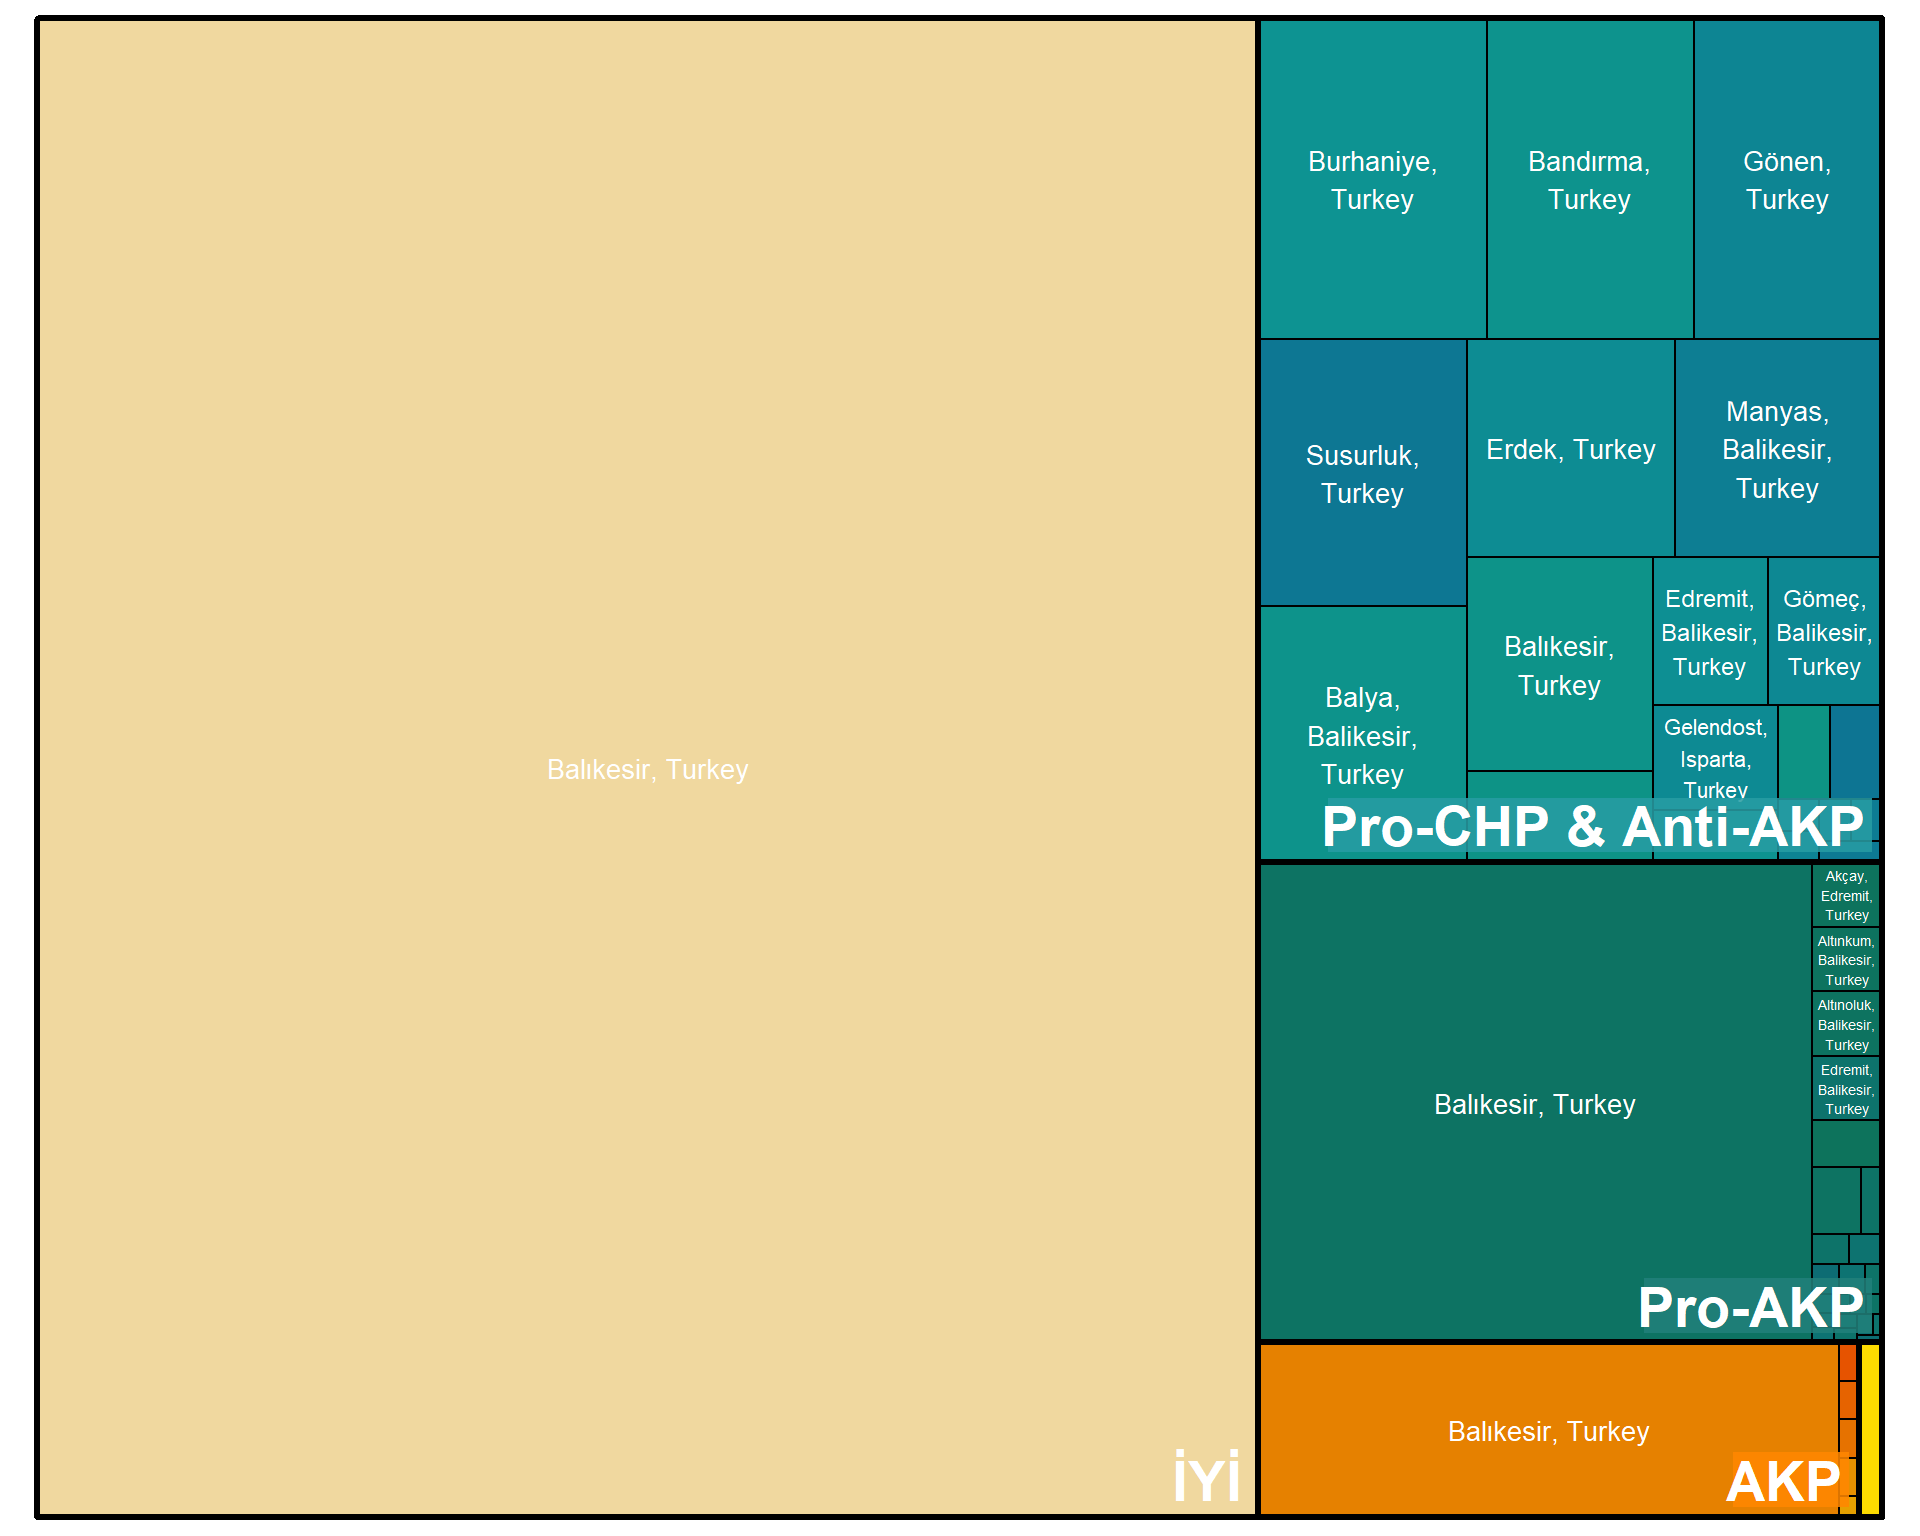 Balıkesir, Turkey
İYİ
Burhaniye,
Turkey
Bandırma,
Turkey
Gönen,
Turkey
Susurluk,
Turkey
Erdek, Turkey
Manyas,
Balikesir,
Turkey
Balya,
Balikesir,
Turkey
Balıkesir,
Turkey
Edremit,
Balikesir,
Turkey
Gömeç,
Balikesir,
Turkey
Gelendost,
Isparta,
Turkey
Pro-CHP & Anti-AKP
Balıkesir, Turkey
Akçay,
Edremit,
Turkey
Altınkum,
Balikesir,
Turkey
Altınoluk,
Balikesir,
Turkey
Edremit,
Balikesir,
Turkey
Pro-AKP
Balıkesir, Turkey
AKP